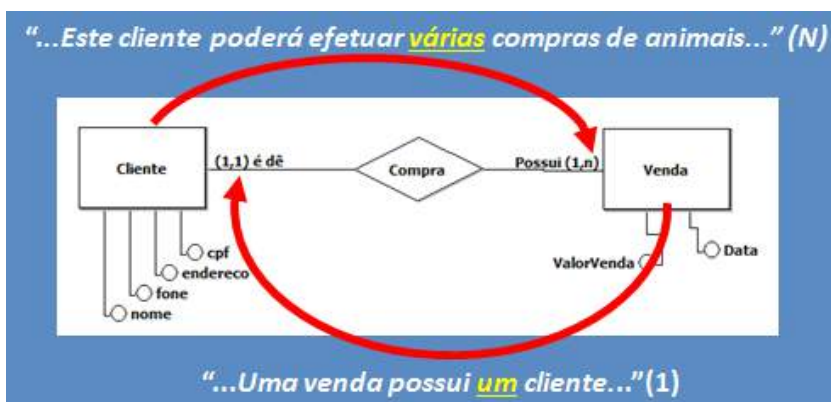 “...Este cliente poderá efetuar várias compras de animais...” (N)
Cliente
(1,1) é dê
Compra
Possui (1,n)
Venda
cpf
endereco
fone
nome
ValorVenda
Data
“...Uma venda possui um cliente...”(1)